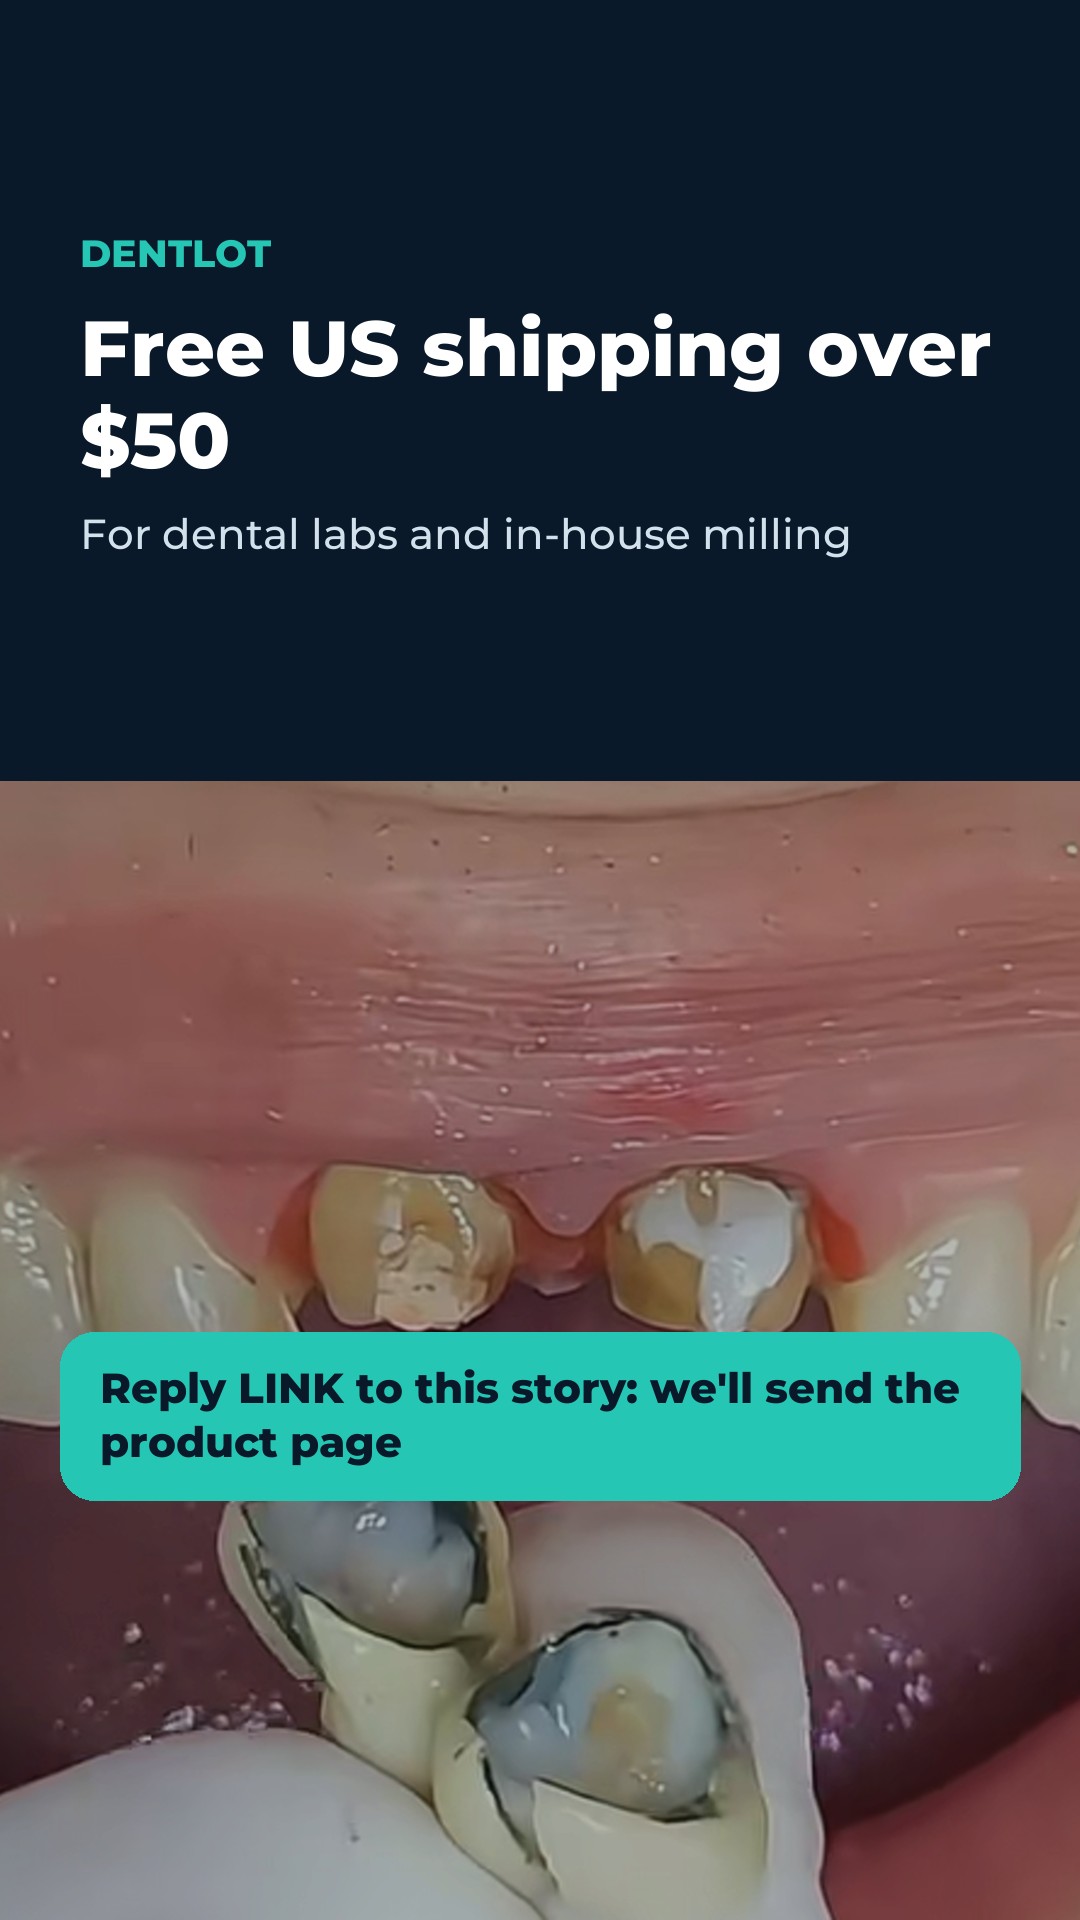 DENTLOT
Free US shipping over
$50
For dental labs and in-house milling
Reply LINK to this story: we'll send the
product page